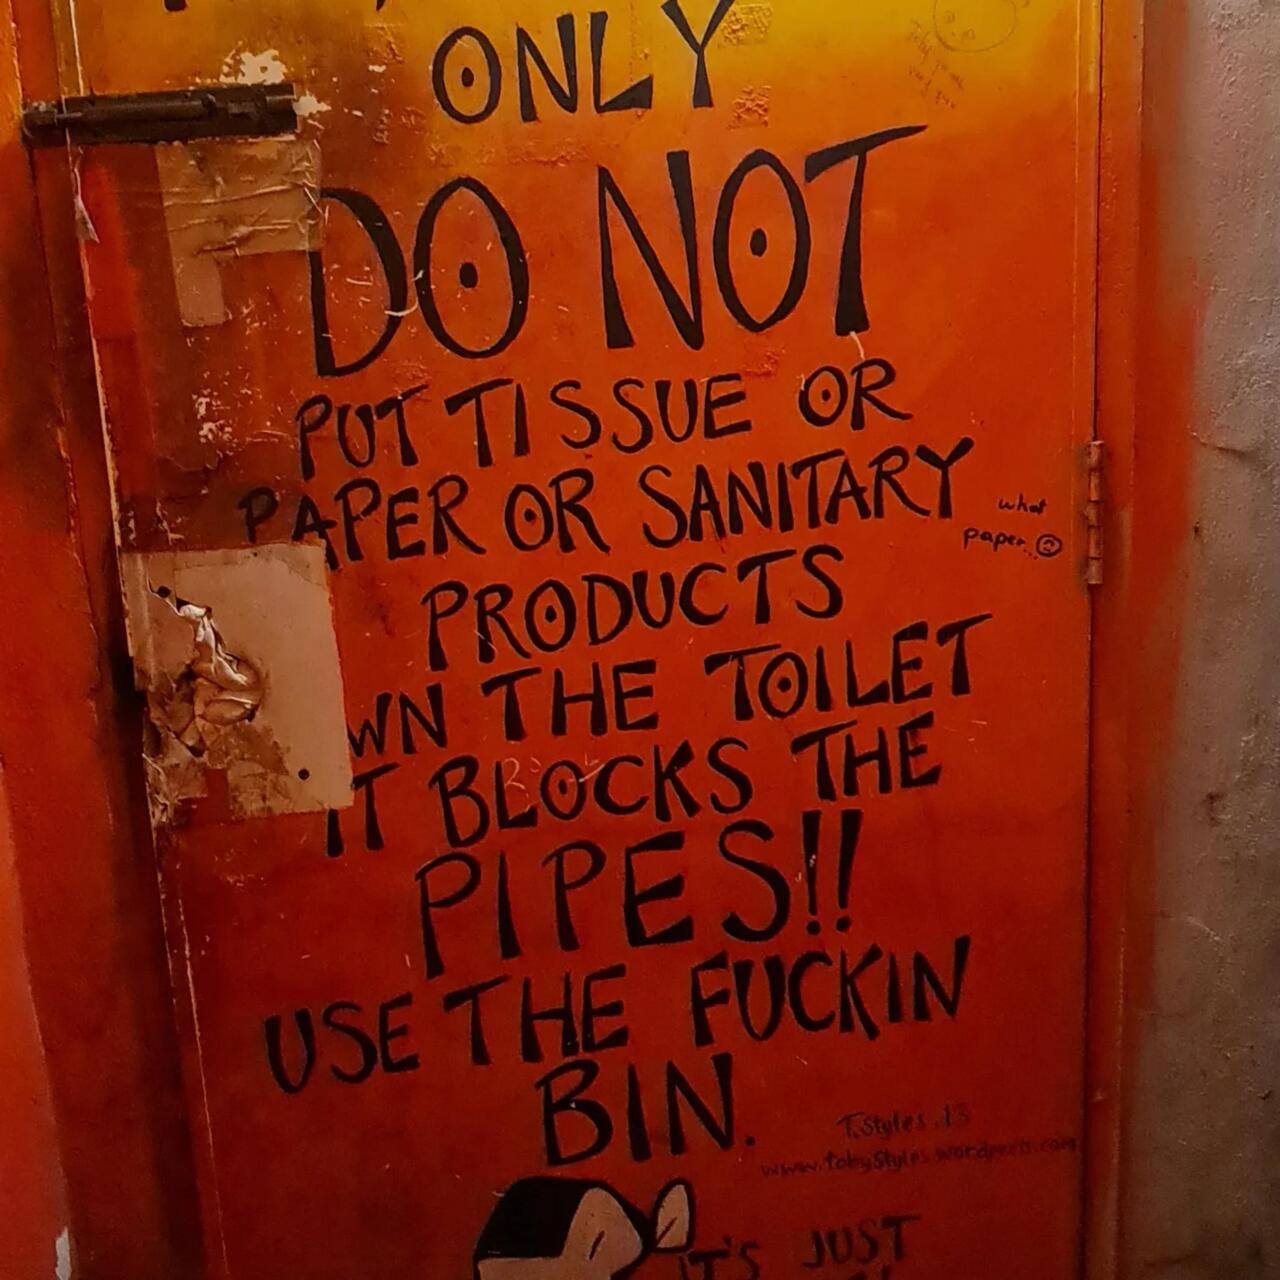 ONLY
DO NOT
PUT TISSUE OR
PAPER OR SANITARY
what
paper...
PRODUCTS
WN THE TOILET
IT BLOCKS THE
PIPES!!
USE THE FUCKIN
BIN.
T.Styles .13
www.tobystyles.wordpress.com
IT'S JUST